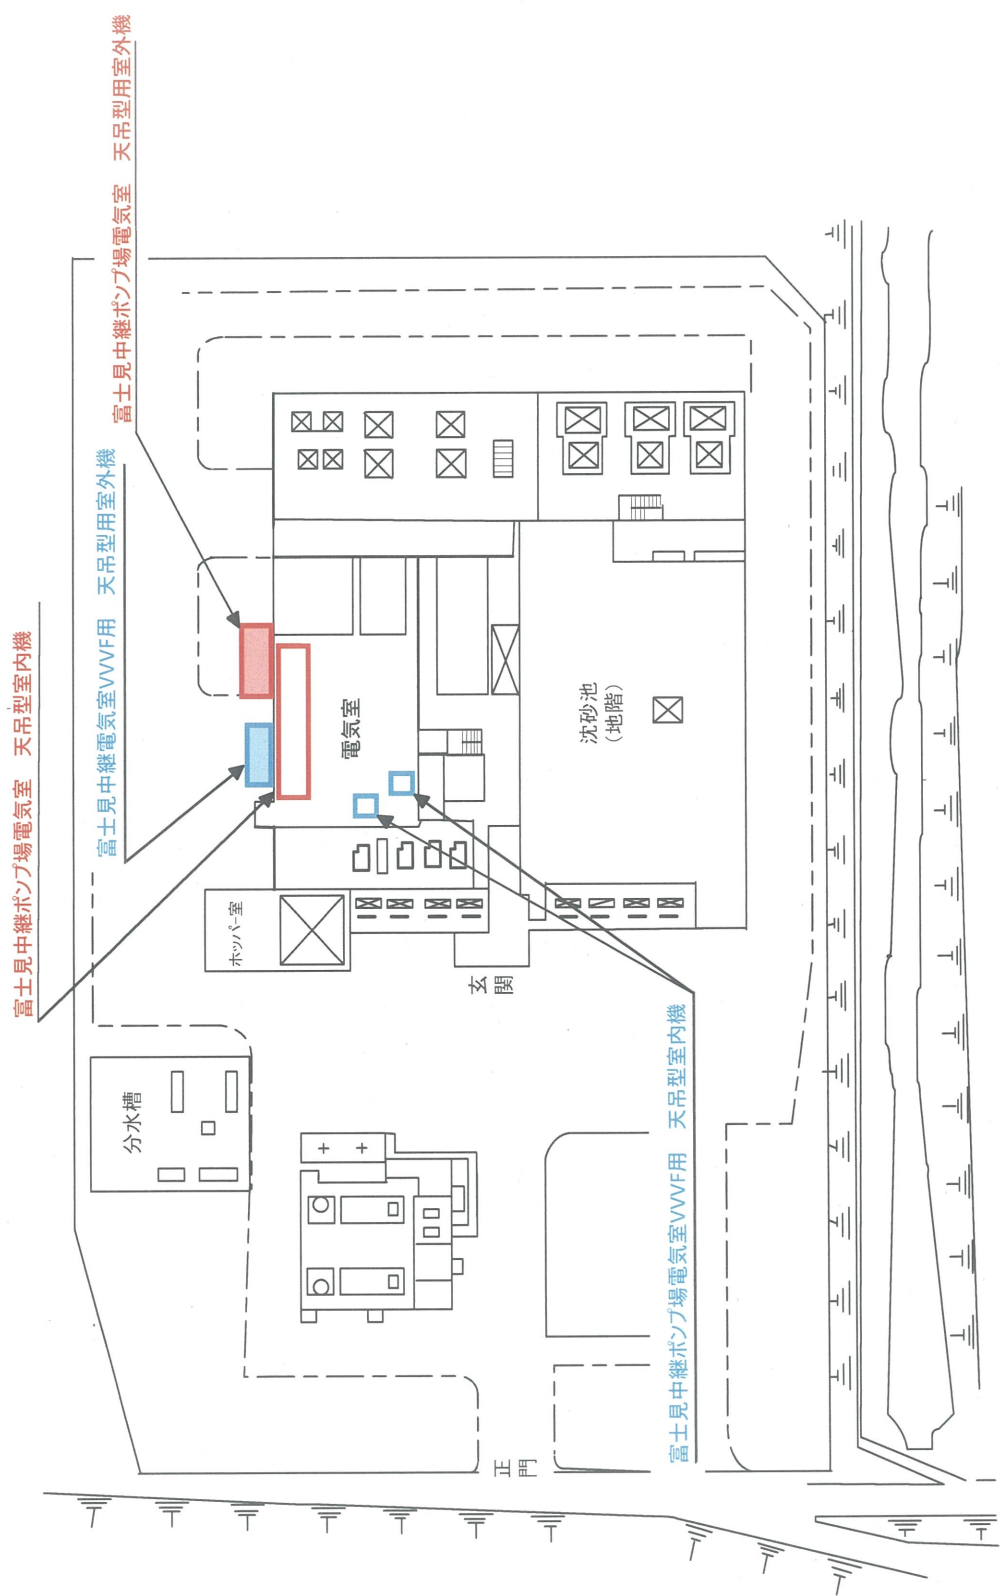 富士見中継ポンプ場電気室 天吊型室内機
富士見中継電気室VVVF用 天吊型用室外機
富士見中継ポンプ場電気室 天吊型用室外機
分水槽
ホッパー室
電気室
沈砂池
(地階)
玄関
正門
富士見中継ポンプ場電気室VVVF用 天吊型室内機